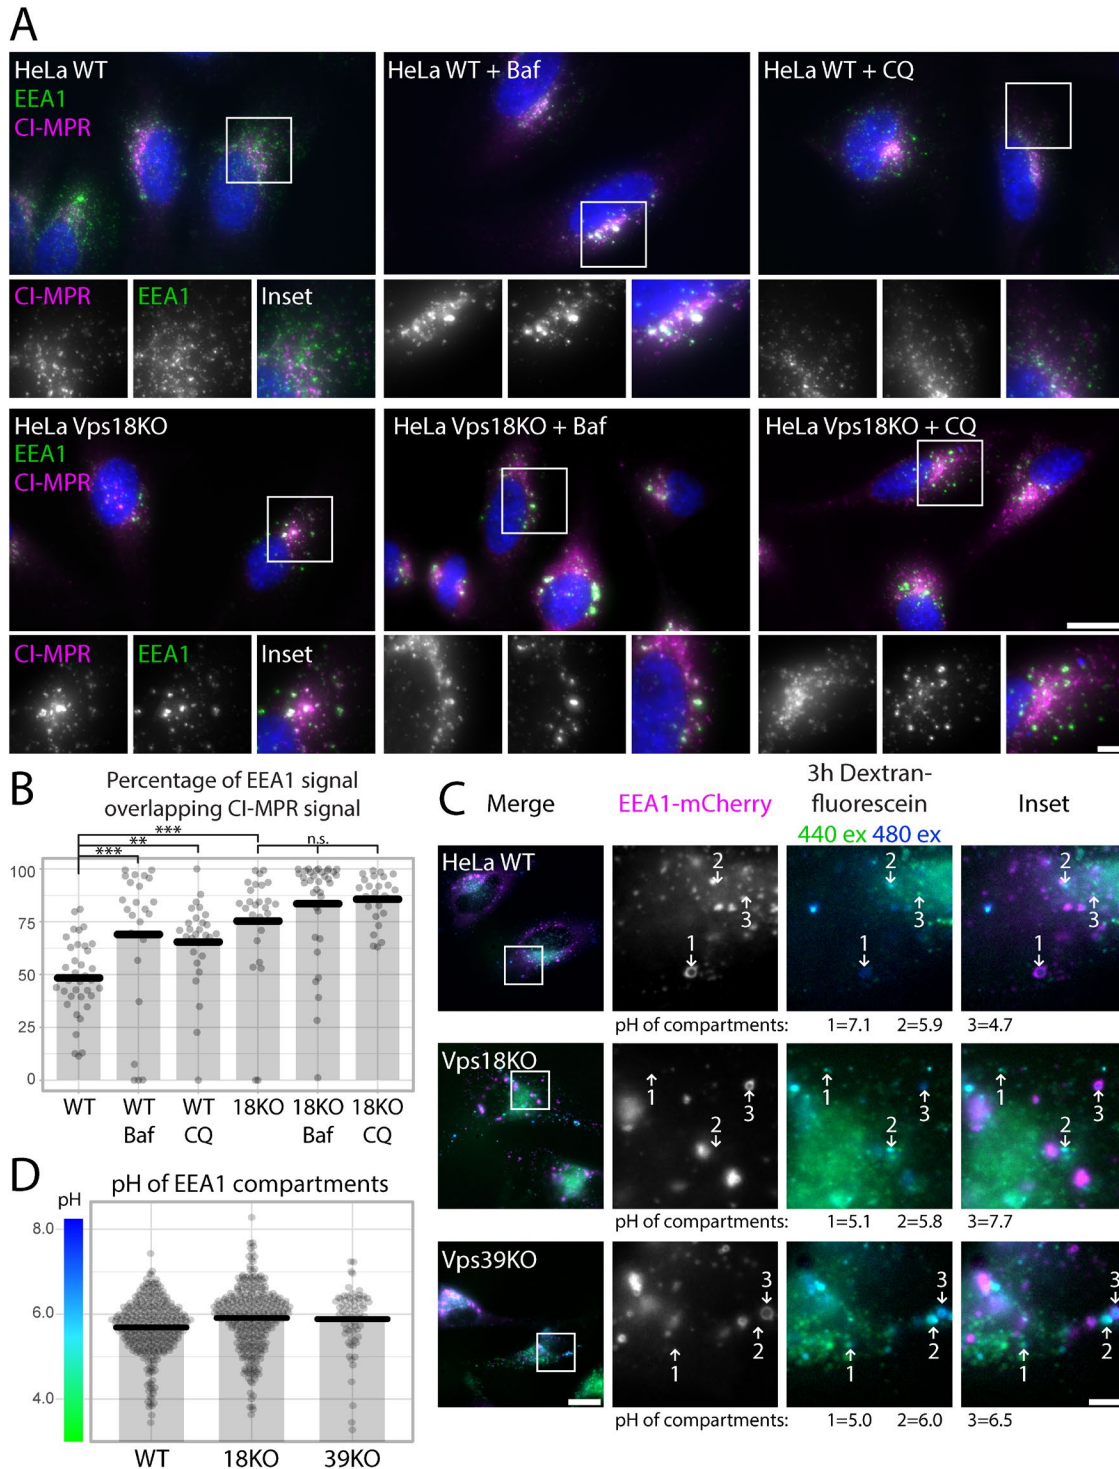 A
HeLa WT
EEA1
CI-MPR
HeLa WT + Baf
HeLa WT + CQ
CI-MPR
EEA1
Inset
HeLa Vps18KO
EEA1
CI-MPR
HeLa Vps18KO + Baf
HeLa Vps18KO + CQ
CI-MPR
EEA1
Inset
B
Percentage of EEA1 signal
overlapping CI-MPR signal
***
**
***
n.s.
100
75
50
25
0
WT
WT
Baf
WT
CQ
18KO
18KO
Baf
18KO
CQ
C
Merge
EEA1-mCherry
3h Dextran-
fluorescein
440 ex 480 ex
Inset
HeLa WT
2
3
1
2
3
1
2
3
1
pH of compartments: 1=7.1 2=5.9 3=4.7
Vps18KO
1
2
3
1
2
3
1
2
3
pH of compartments: 1=5.1 2=5.8 3=7.7
Vps39KO
3
2
1
3
2
1
3
2
1
pH of compartments: 1=5.0 2=6.0 3=6.5
D
pH of EEA1 compartments
pH
8.0
6.0
4.0
WT
18KO
39KO